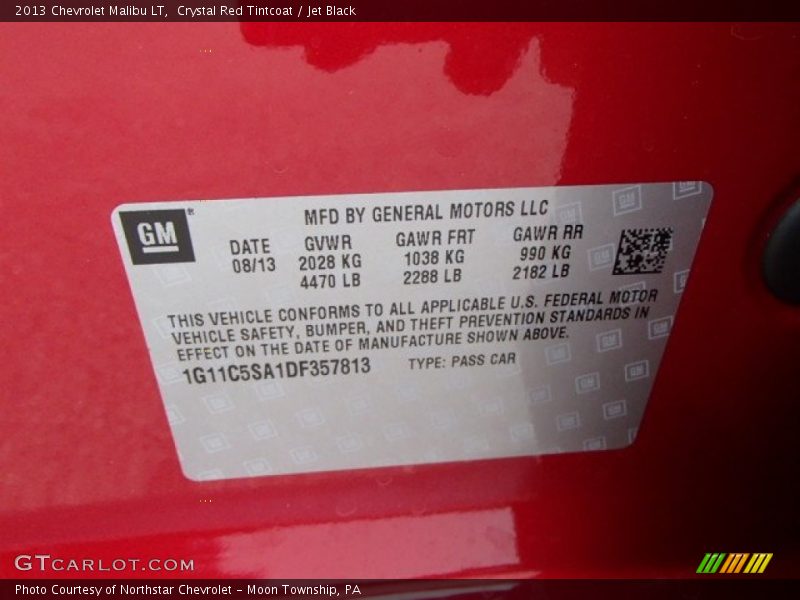 2013 Chevrolet Malibu LT,  Crystal Red Tintcoat / Jet Black
GM®
MFD BY GENERAL MOTORS LLC
DATE GVWR GAWR FRT GAWR RR
08/13 2028 KG 1038 KG 990 KG
4470 LB 2288 LB 2182 LB
THIS VEHICLE CONFORMS TO ALL APPLICABLE U.S. FEDERAL MOTOR
VEHICLE SAFETY, BUMPER, AND THEFT PREVENTION STANDARDS IN
EFFECT ON THE DATE OF MANUFACTURE SHOWN ABOVE.
1G11C5SA1DF357813 TYPE: PASS CAR
GTCARLOT.COM
Photo Courtesy of Northstar Chevrolet - Moon Township, PA